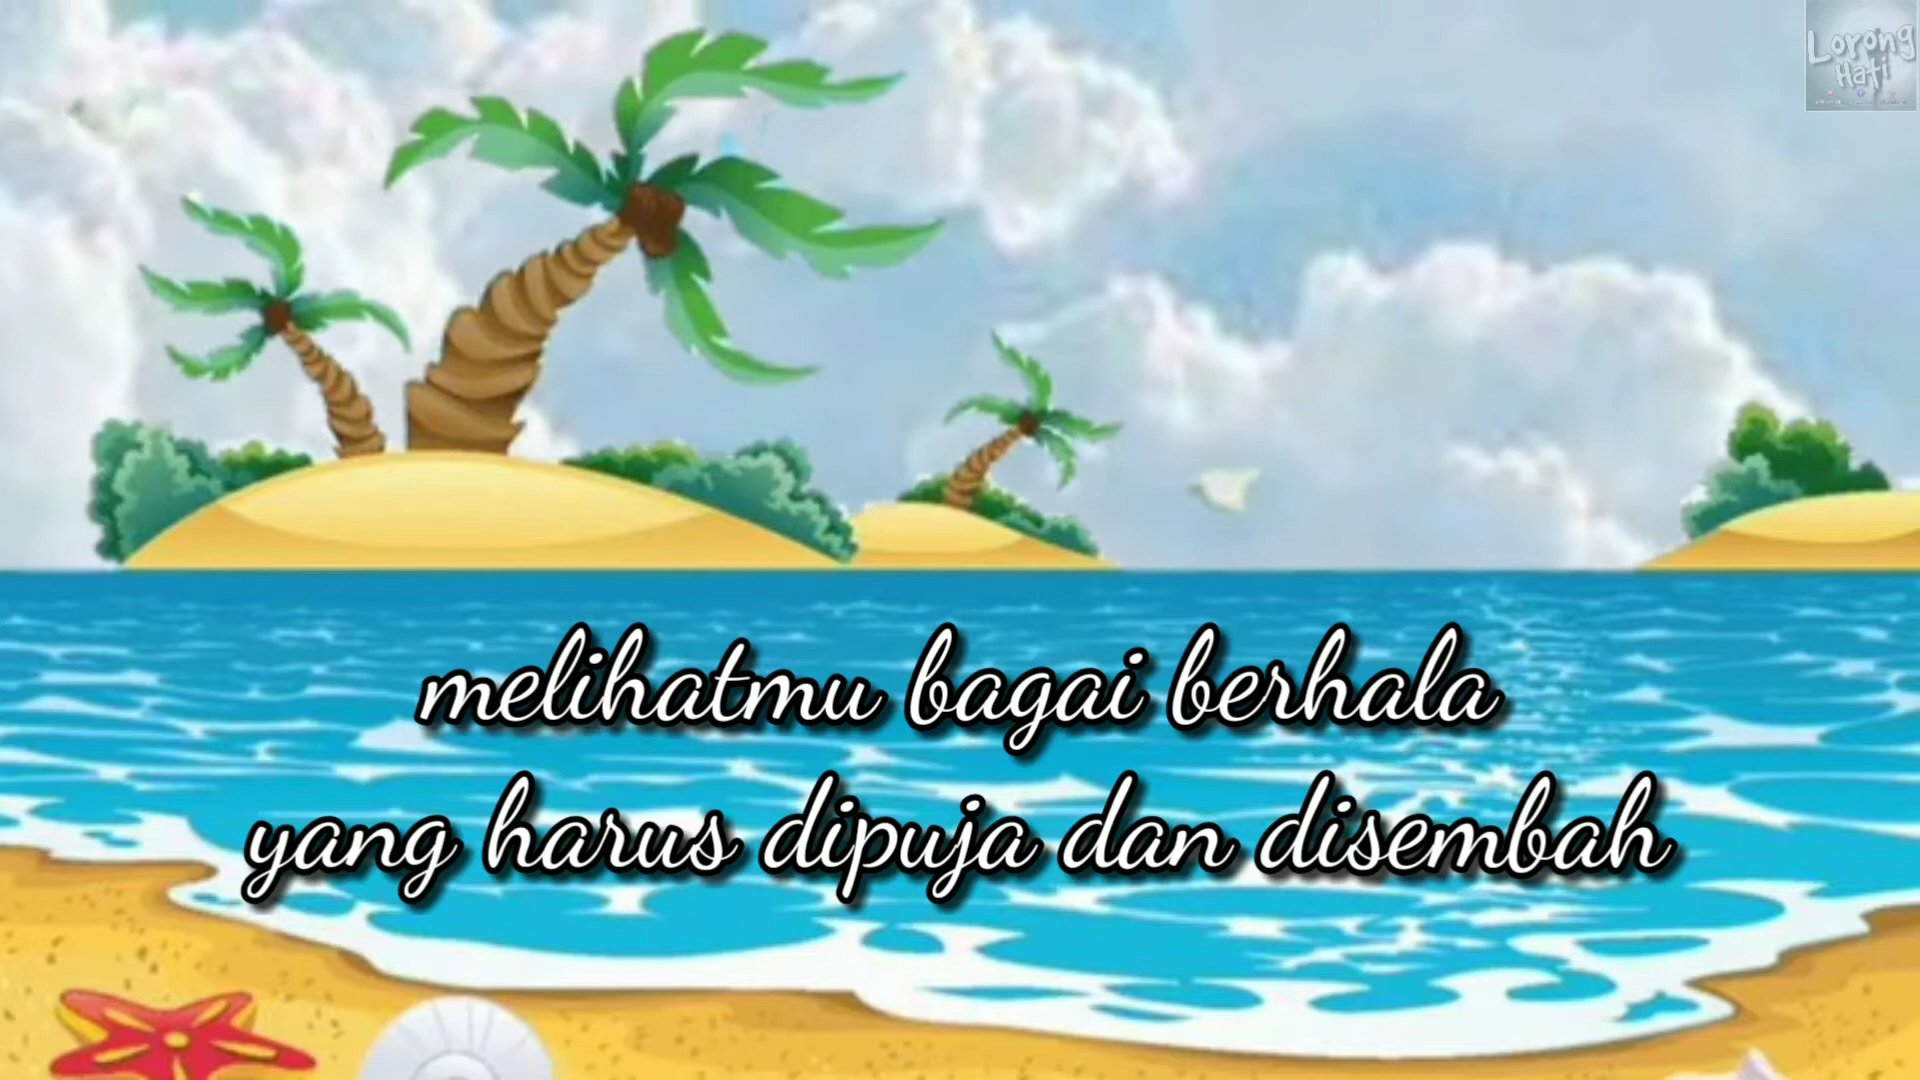 Lorong
Hati
melihatmu bagai berhala
yang harus dipuja dan disembah